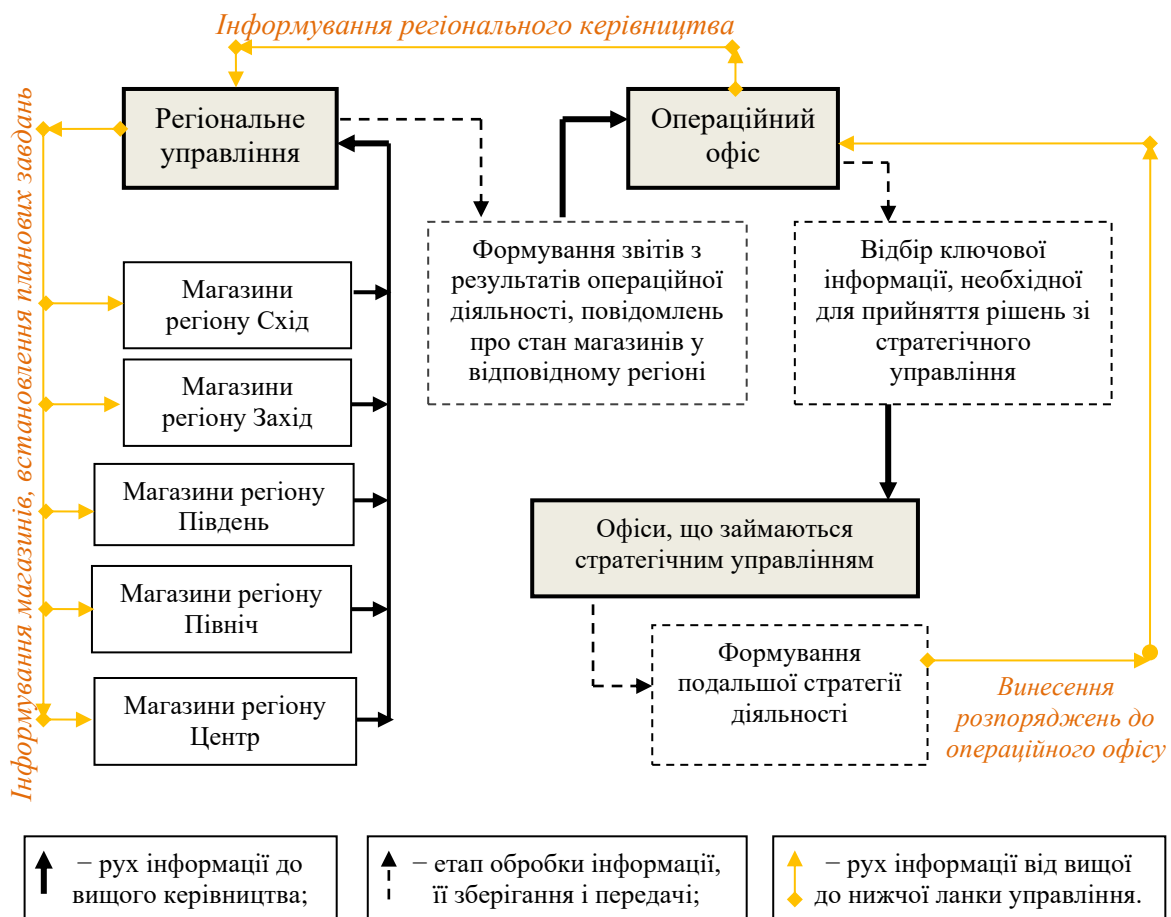 Інформування регіонального керівництва
Інформування магазинів, встановлення планових завдань
Регіональне
управління
Операційний
офіс
Формування звітів з
результатів операційної
діяльності, повідомлень
про стан магазинів у
відповідному регіоні
Відбір ключової
інформації, необхідної
для прийняття рішень зі
стратегічного
управління
Магазини
регіону Схід
Магазини
регіону Захід
Магазини регіону
Південь
Магазини регіону
Північ
Магазини регіону
Центр
Офіси, що займаються
стратегічним управлінням
Формування
подальшої стратегії
діяльності
Винесення
розпоряджень до
операційного офісу
− рух інформації до
вищого керівництва;
− етап обробки інформації,
її зберігання і передачі;
− рух інформації від вищої
до нижчої ланки управління.